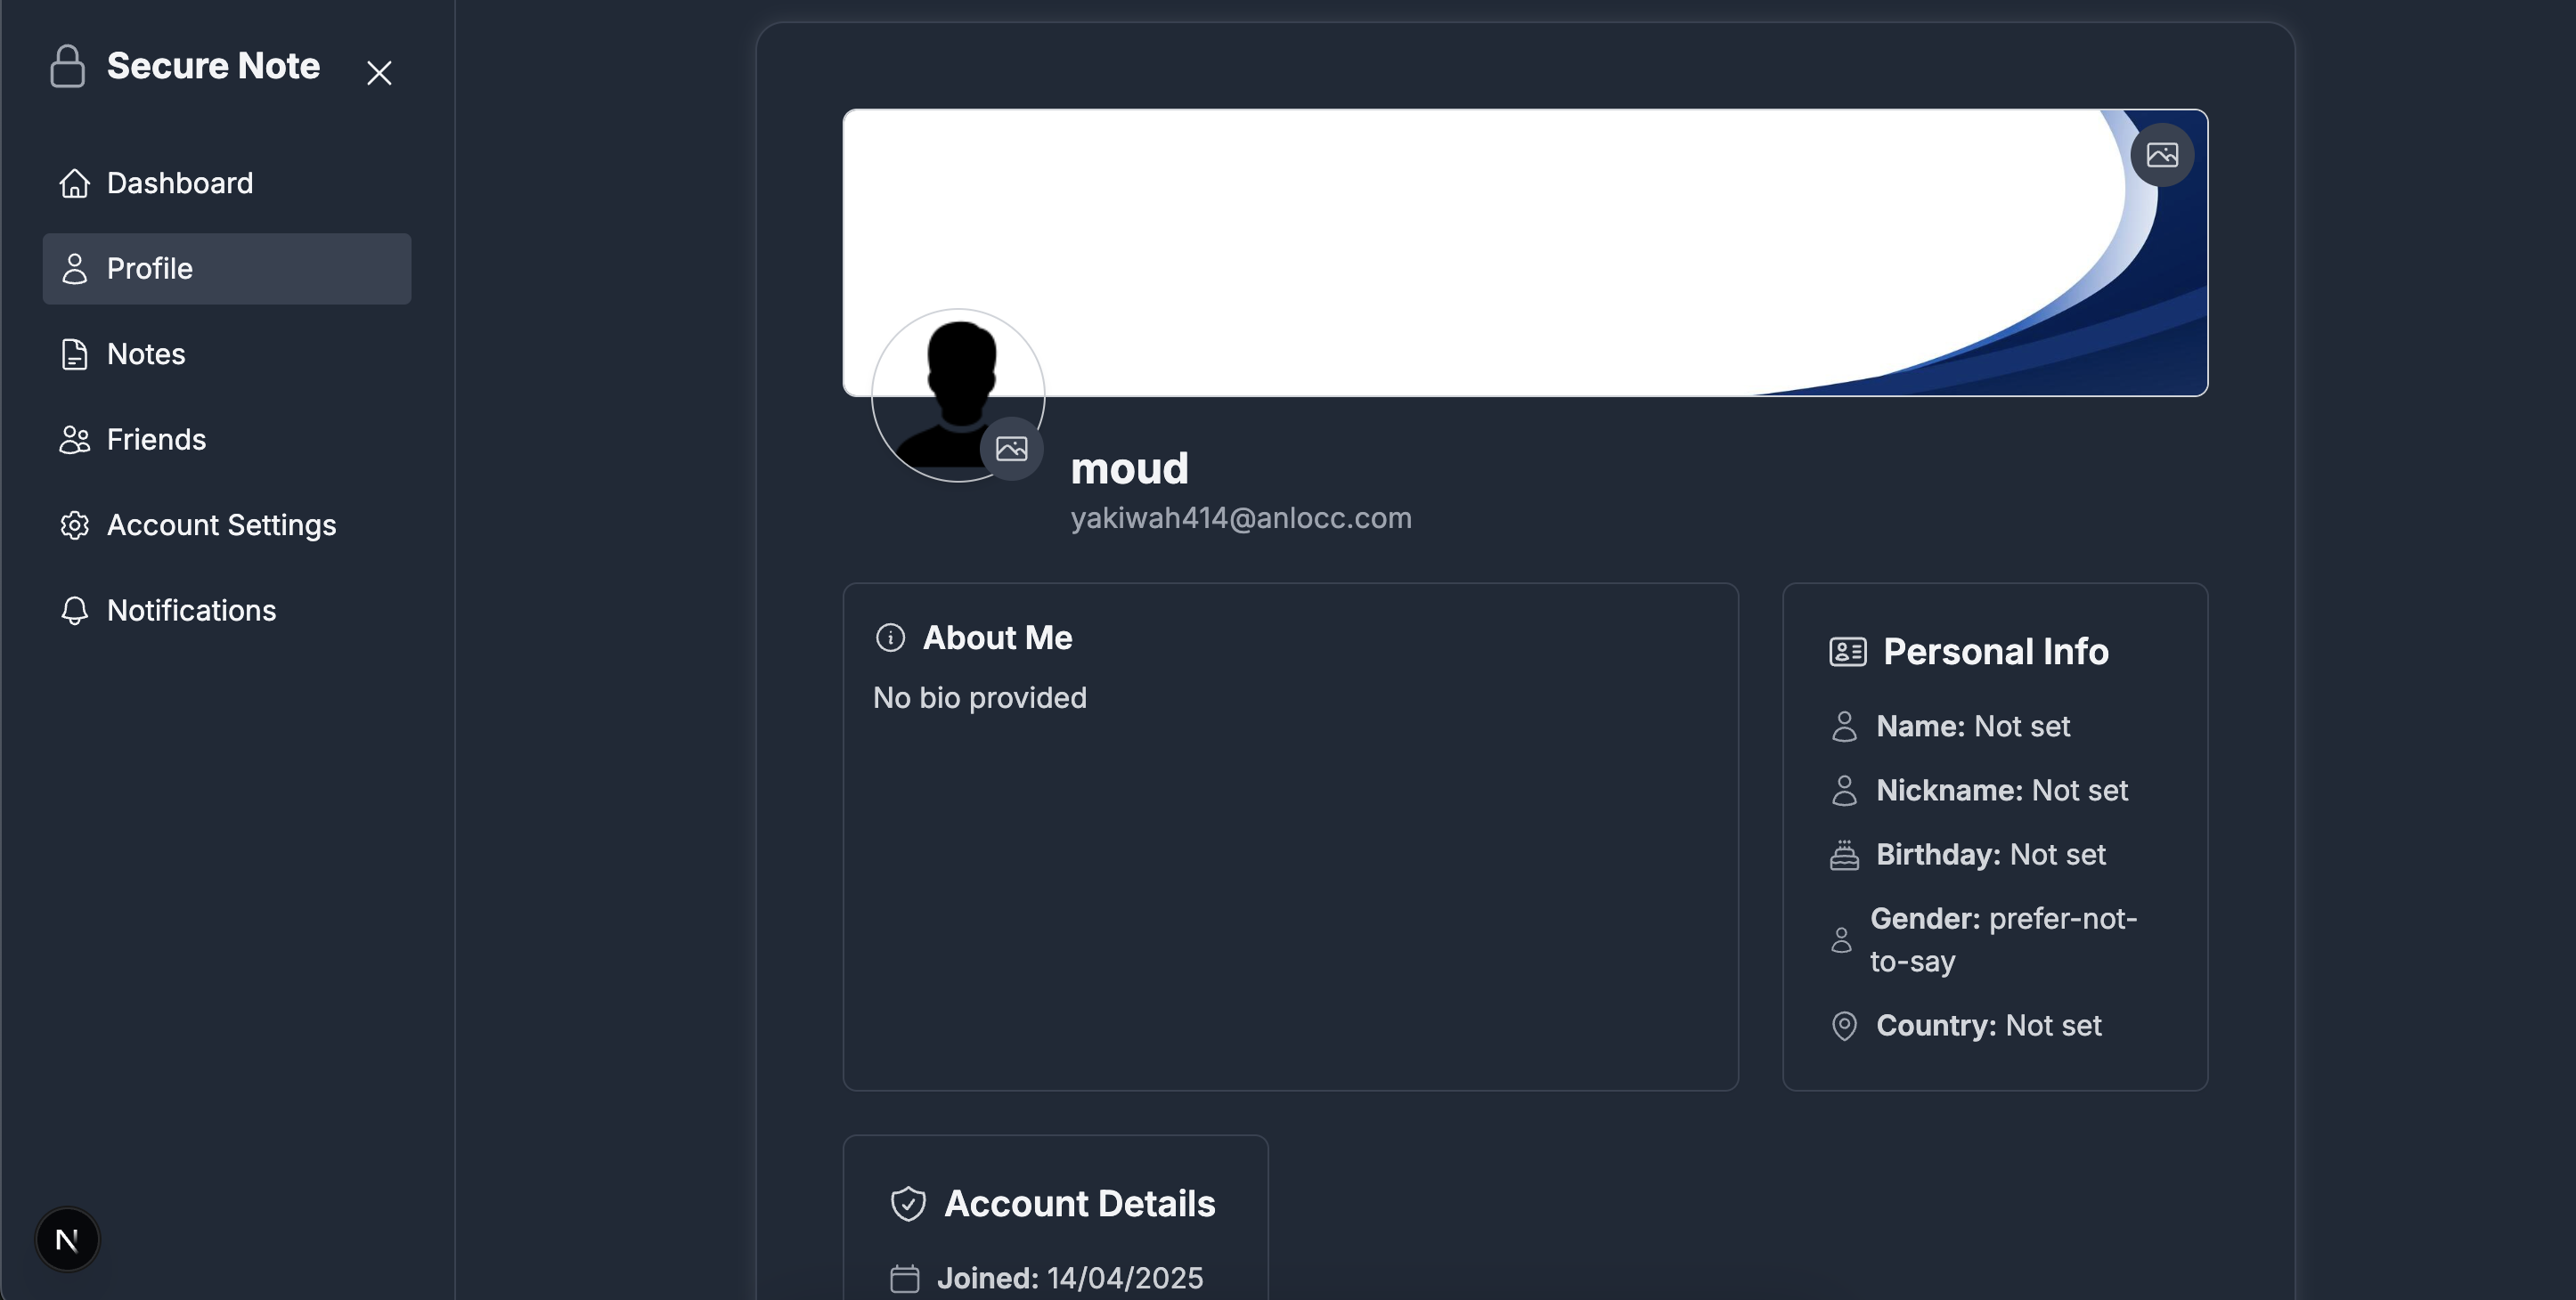 Secure Note
Dashboard
Profile
Notes
Friends
Account Settings
Notifications
N
moud
yakiwah414@anlocc.com
About Me
No bio provided
Personal Info
Name: Not set
Nickname: Not set
Birthday: Not set
Gender: prefer-not-
to-say
Country: Not set
Account Details
Joined: 14/04/2025